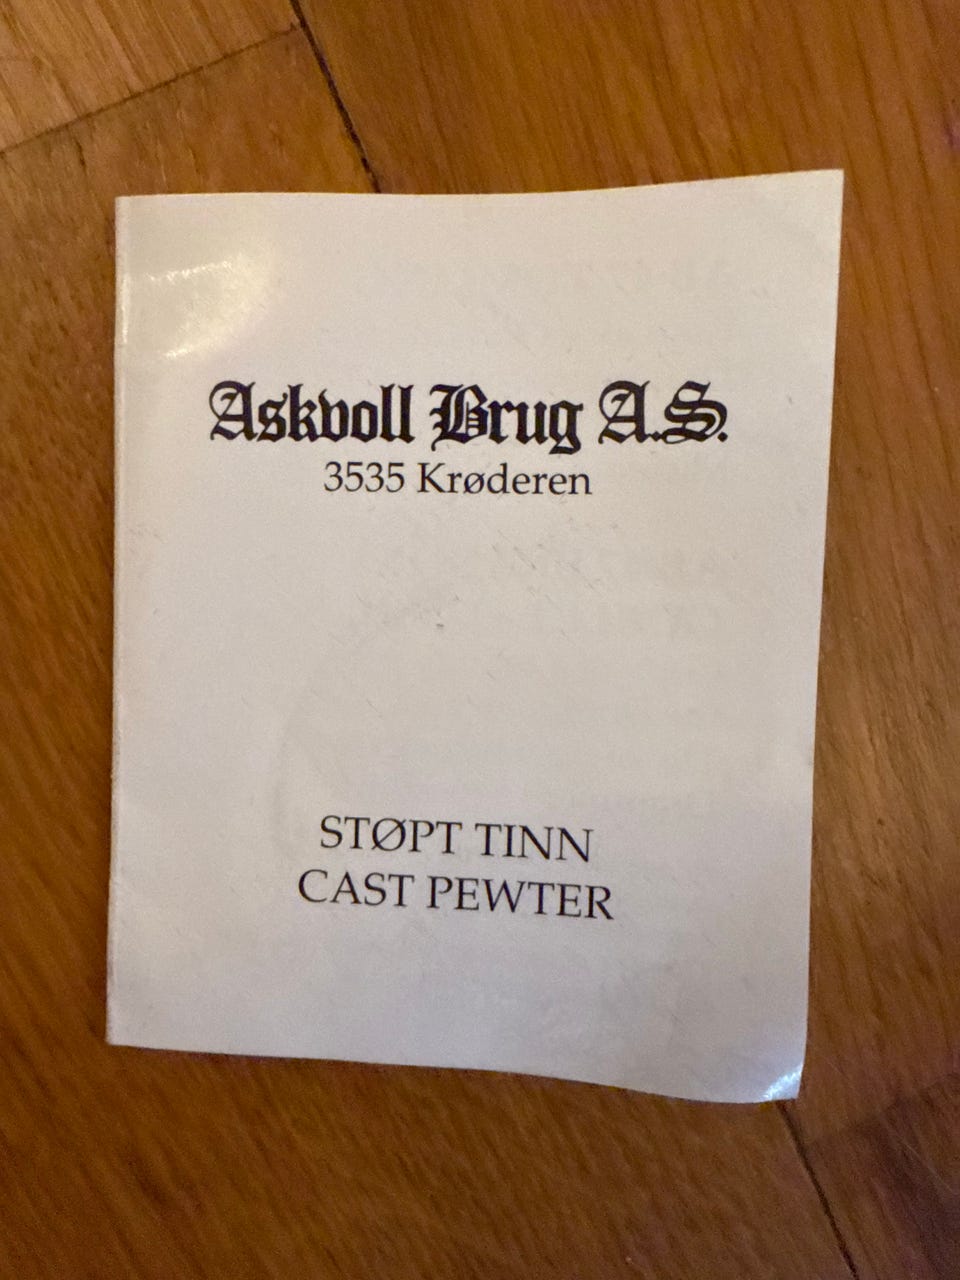 Askvoll Brug A.S.
3535 Krøderen
STØPT TINN
CAST PEWTER